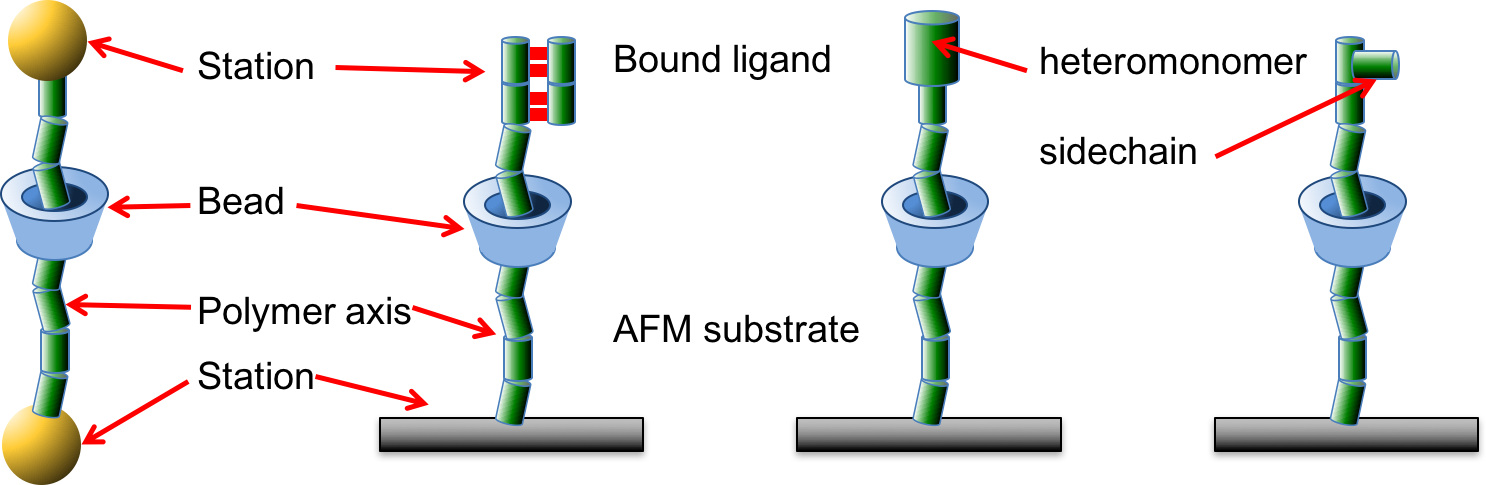 Station
Bound ligand
heteromonomer
sidechain
Bead
Polymer axis
AFM substrate
Station